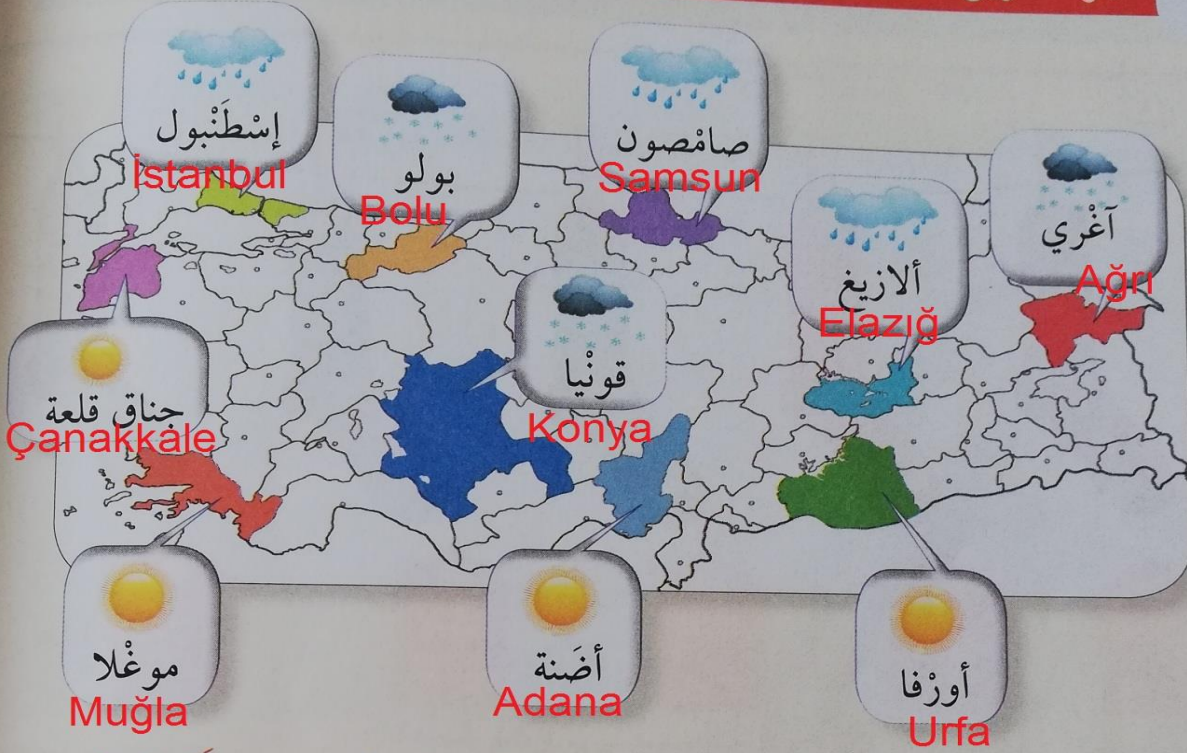 إسْطَنْبول
İstanbul
بولو
Bolu
صامْصون
Samsun
آغْري
Ağrı
ألازيغ
Elazığ
قونْيا
Konya
جناق قلعة
Çanakkale
موغْلا
Muğla
أضَنة
Adana
أورْفا
Urfa